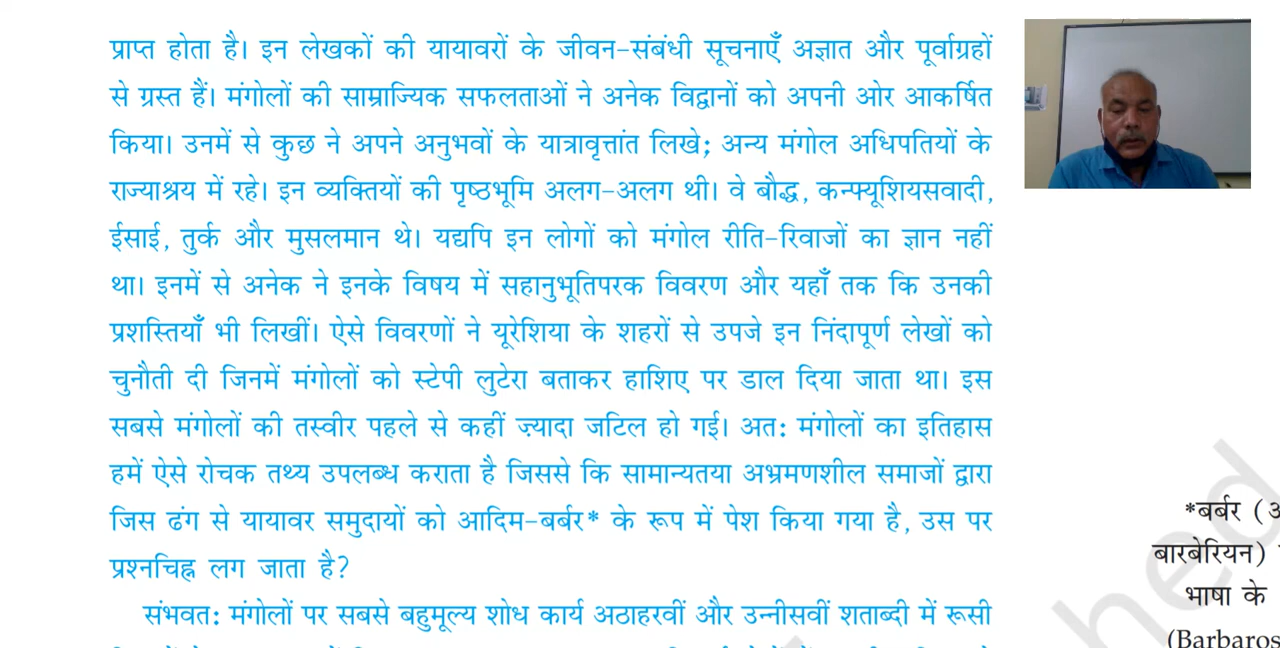 प्राप्त होता है। इन लेखकों की यायावरों के जीवन-संबंधी सूचनाएँ अज्ञात और पूर्वाग्रहों
से ग्रस्त हैं। मंगोलों की साम्राज्यिक सफलताओं ने अनेक विद्वानों को अपनी ओर आकर्षित
किया। उनमें से कुछ ने अपने अनुभवों के यात्रावृत्तांत लिखे; अन्य मंगोल अधिपतियों के
राज्याश्रय में रहे। इन व्यक्तियों की पृष्ठभूमि अलग-अलग थी। वे बौद्ध, कन्फ्यूशियसवादी,
ईसाई, तुर्क और मुसलमान थे। यद्यपि इन लोगों को मंगोल रीति-रिवाजों का ज्ञान नहीं
था। इनमें से अनेक ने इनके विषय में सहानुभूतिपरक विवरण और यहाँ तक कि उनकी
प्रशस्तियाँ भी लिखीं। ऐसे विवरणों ने यूरेशिया के शहरों से उपजे इन निंदापूर्ण लेखों को
चुनौती दी जिनमें मंगोलों को स्टेपी लुटेरा बताकर हाशिए पर डाल दिया जाता था। इस
सबसे मंगोलों की तस्वीर पहले से कहीं ज़्यादा जटिल हो गई। अत: मंगोलों का इतिहास
हमें ऐसे रोचक तथ्य उपलब्ध कराता है जिससे कि सामान्यतया अभ्रमणशील समाजों द्वारा
जिस ढंग से यायावर समुदायों को आदिम-बर्बर* के रूप में पेश किया गया है, उस पर
प्रश्नचिह्न लग जाता है?
संभवत: मंगोलों पर सबसे बहुमूल्य शोध कार्य अठाहरवीं और उन्नीसवीं शताब्दी में रूसी
*बर्बर (अ
बारबेरियन)
भाषा के
(Barbaros
hed